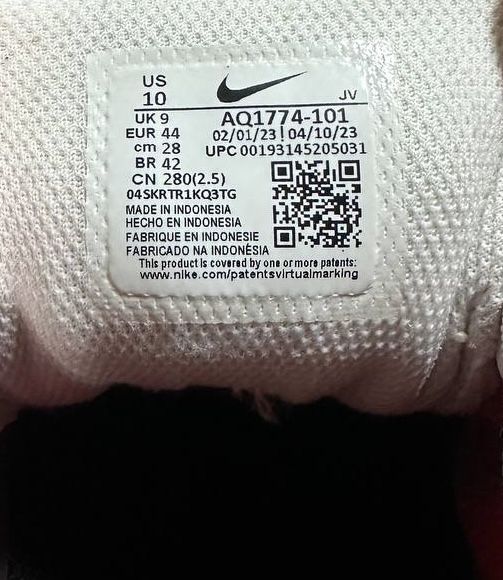 US
10
JV
UK 9
AQ1774-101
EUR 44
02/01/23 | 04/10/23
cm 28
UPC 00193145205031
BR 42
CN 280(2.5)
04SKRTR1KQ3TG
MADE IN INDONESIA
HECHO EN INDONESIA
FABRIQUE EN INDONESIE
FABRICADO NA INDONÉSIA
This product is covered by one or more patents:
www.nike.com/patentsvirtualmarking